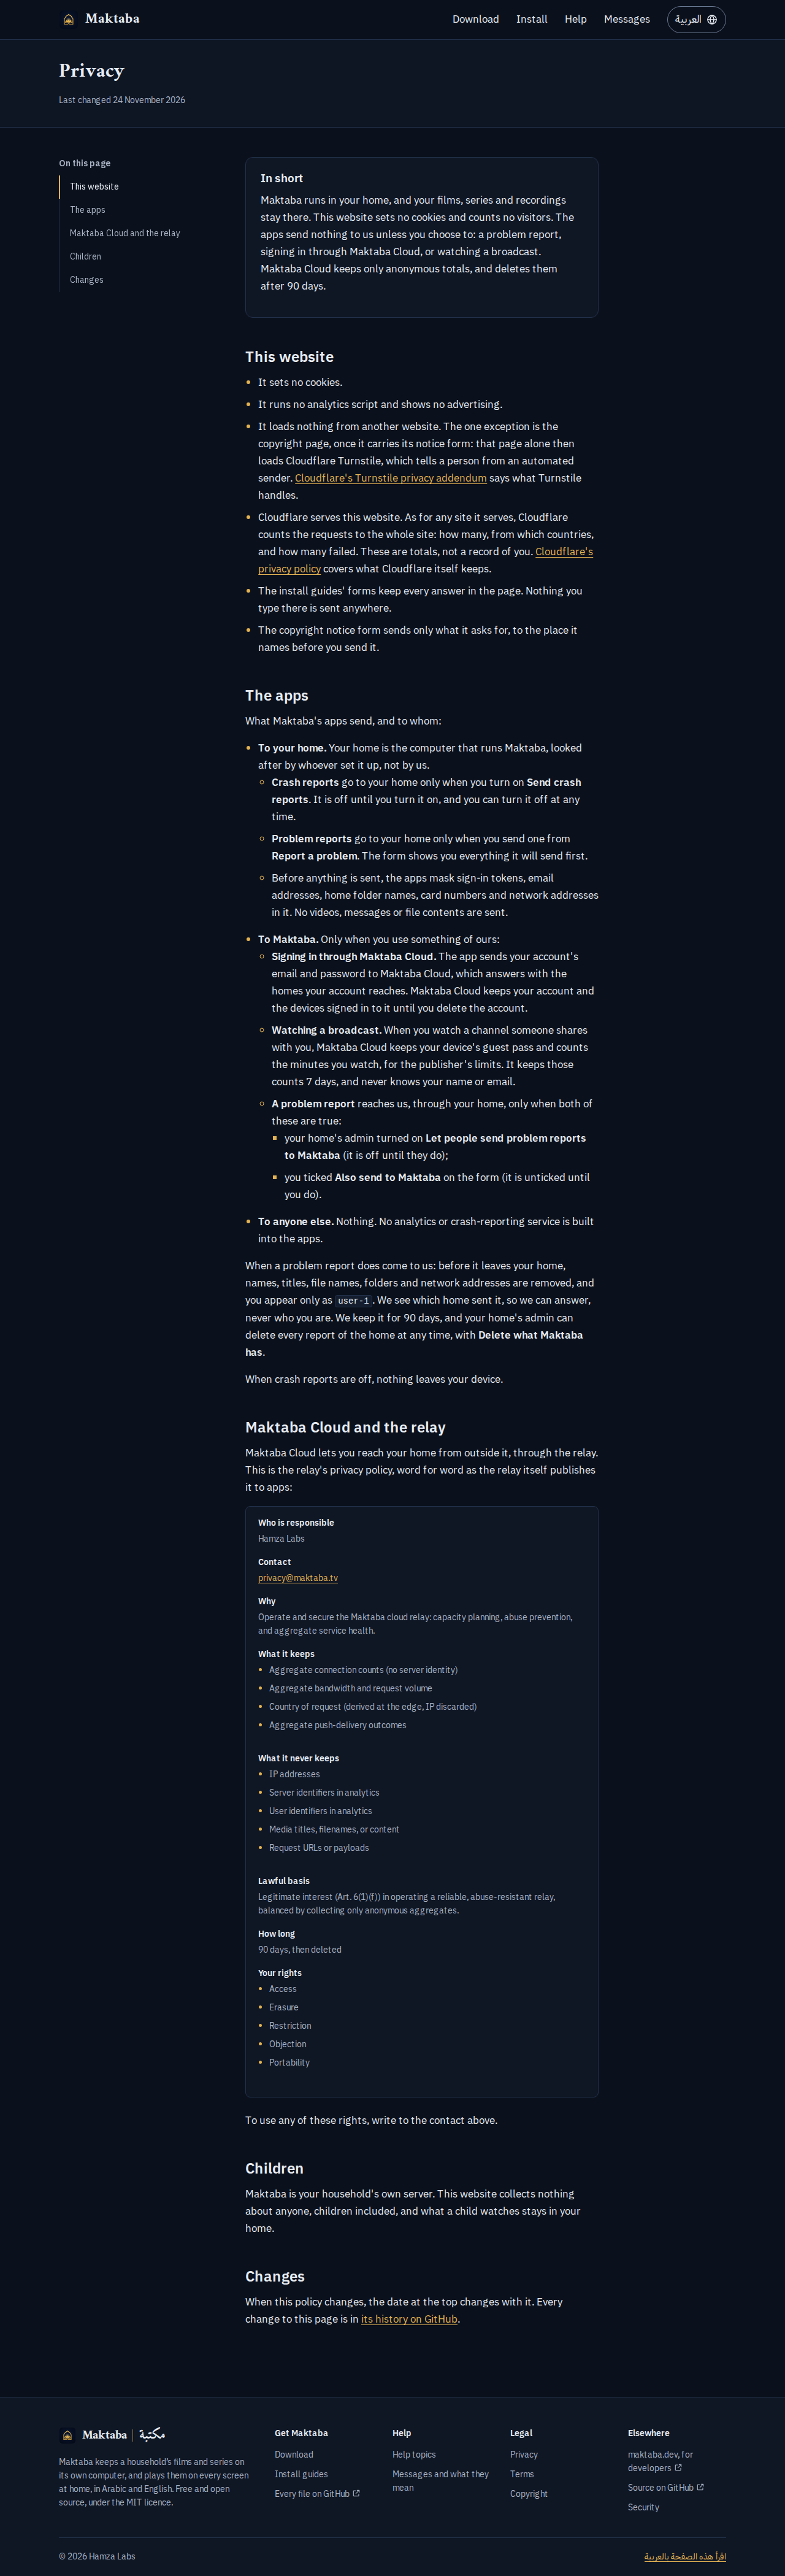 Maktaba
Download
Install
Help
Messages
العربية
Privacy
Last changed 24 November 2026
On this page
This website
The apps
Maktaba Cloud and the relay
Children
Changes
In short
Maktaba runs in your home, and your films, series and recordings
stay there. This website sets no cookies and counts no visitors. The
apps send nothing to us unless you choose to: a problem report,
signing in through Maktaba Cloud, or watching a broadcast.
Maktaba Cloud keeps only anonymous totals, and deletes them
after 90 days.
This website
It sets no cookies.
It runs no analytics script and shows no advertising.
It loads nothing from another website. The one exception is the
copyright page, once it carries its notice form: that page alone then
loads Cloudflare Turnstile, which tells a person from an automated
sender. Cloudflare's Turnstile privacy addendum says what Turnstile
handles.
Cloudflare serves this website. As for any site it serves, Cloudflare
counts the requests to the whole site: how many, from which countries,
and how many failed. These are totals, not a record of you. Cloudflare's
privacy policy covers what Cloudflare itself keeps.
The install guides' forms keep every answer in the page. Nothing you
type there is sent anywhere.
The copyright notice form sends only what it asks for, to the place it
names before you send it.
The apps
What Maktaba's apps send, and to whom:
To your home. Your home is the computer that runs Maktaba, looked
after by whoever set it up, not by us.
Crash reports go to your home only when you turn on Send crash
reports. It is off until you turn it on, and you can turn it off at any
time.
Problem reports go to your home only when you send one from
Report a problem. The form shows you everything it will send first.
Before anything is sent, the apps mask sign-in tokens, email
addresses, home folder names, card numbers and network addresses
in it. No videos, messages or file contents are sent.
To Maktaba. Only when you use something of ours:
Signing in through Maktaba Cloud. The app sends your account's
email and password to Maktaba Cloud, which answers with the
homes your account reaches. Maktaba Cloud keeps your account and
the devices signed in to it until you delete the account.
Watching a broadcast. When you watch a channel someone shares
with you, Maktaba Cloud keeps your device's guest pass and counts
the minutes you watch, for the publisher's limits. It keeps those
counts 7 days, and never knows your name or email.
A problem report reaches us, through your home, only when both of
these are true:
your home's admin turned on Let people send problem reports
to Maktaba (it is off until they do);
you ticked Also send to Maktaba on the form (it is unticked until
you do).
To anyone else. Nothing. No analytics or crash-reporting service is built
into the apps.
When a problem report does come to us: before it leaves your home,
names, titles, file names, folders and network addresses are removed, and
you appear only as user-1. We see which home sent it, so we can answer,
never who you are. We keep it for 90 days, and your home's admin can
delete every report of the home at any time, with Delete what Maktaba
has.
When crash reports are off, nothing leaves your device.
Maktaba Cloud and the relay
Maktaba Cloud lets you reach your home from outside it, through the relay.
This is the relay's privacy policy, word for word as the relay itself publishes
it to apps:
Who is responsible
Hamza Labs
Contact
privacy@maktaba.tv
Why
Operate and secure the Maktaba cloud relay: capacity planning, abuse prevention,
and aggregate service health.
What it keeps
Aggregate connection counts (no server identity)
Aggregate bandwidth and request volume
Country of request (derived at the edge, IP discarded)
Aggregate push-delivery outcomes
What it never keeps
IP addresses
Server identifiers in analytics
User identifiers in analytics
Media titles, filenames, or content
Request URLs or payloads
Lawful basis
Legitimate interest (Art. 6(1)(f)) in operating a reliable, abuse-resistant relay,
balanced by collecting only anonymous aggregates.
How long
90 days, then deleted
Your rights
Access
Erasure
Restriction
Objection
Portability
To use any of these rights, write to the contact above.
Children
Maktaba is your household's own server. This website collects nothing
about anyone, children included, and what a child watches stays in your
home.
Changes
When this policy changes, the date at the top changes with it. Every
change to this page is in its history on GitHub.
Maktaba | مكتبة
Maktaba keeps a household's films and series on
its own computer, and plays them on every screen
at home, in Arabic and English. Free and open
source, under the MIT licence.
Get Maktaba
Download
Install guides
Every file on GitHub
Help
Help topics
Messages and what they
mean
Legal
Privacy
Terms
Copyright
Elsewhere
maktaba.dev, for
developers
Source on GitHub
Security
© 2026 Hamza Labs
اقرأ هذه الصفحة بالعربية